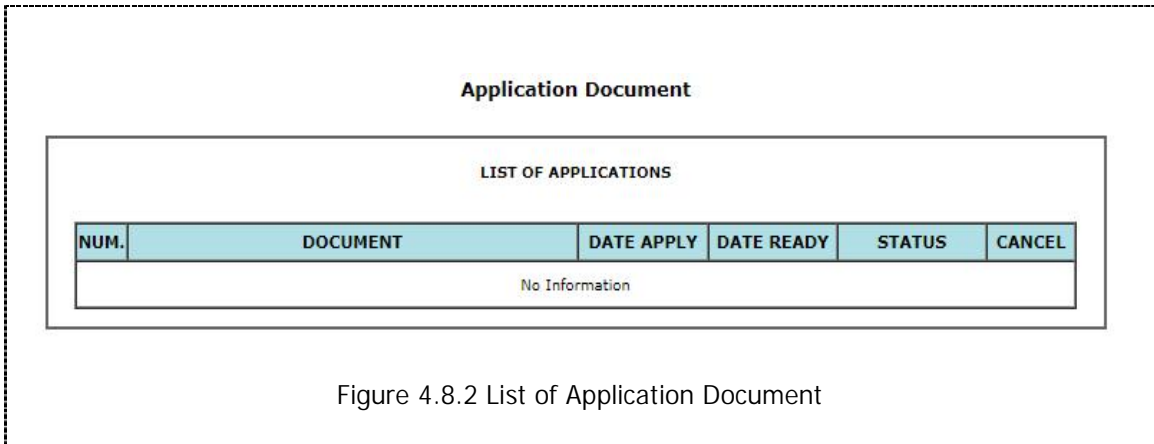 Application Document
LIST OF APPLICATIONS
NUM. DOCUMENT DATE APPLY DATE READY STATUS CANCEL
No Information
Figure 4.8.2 List of Application Document